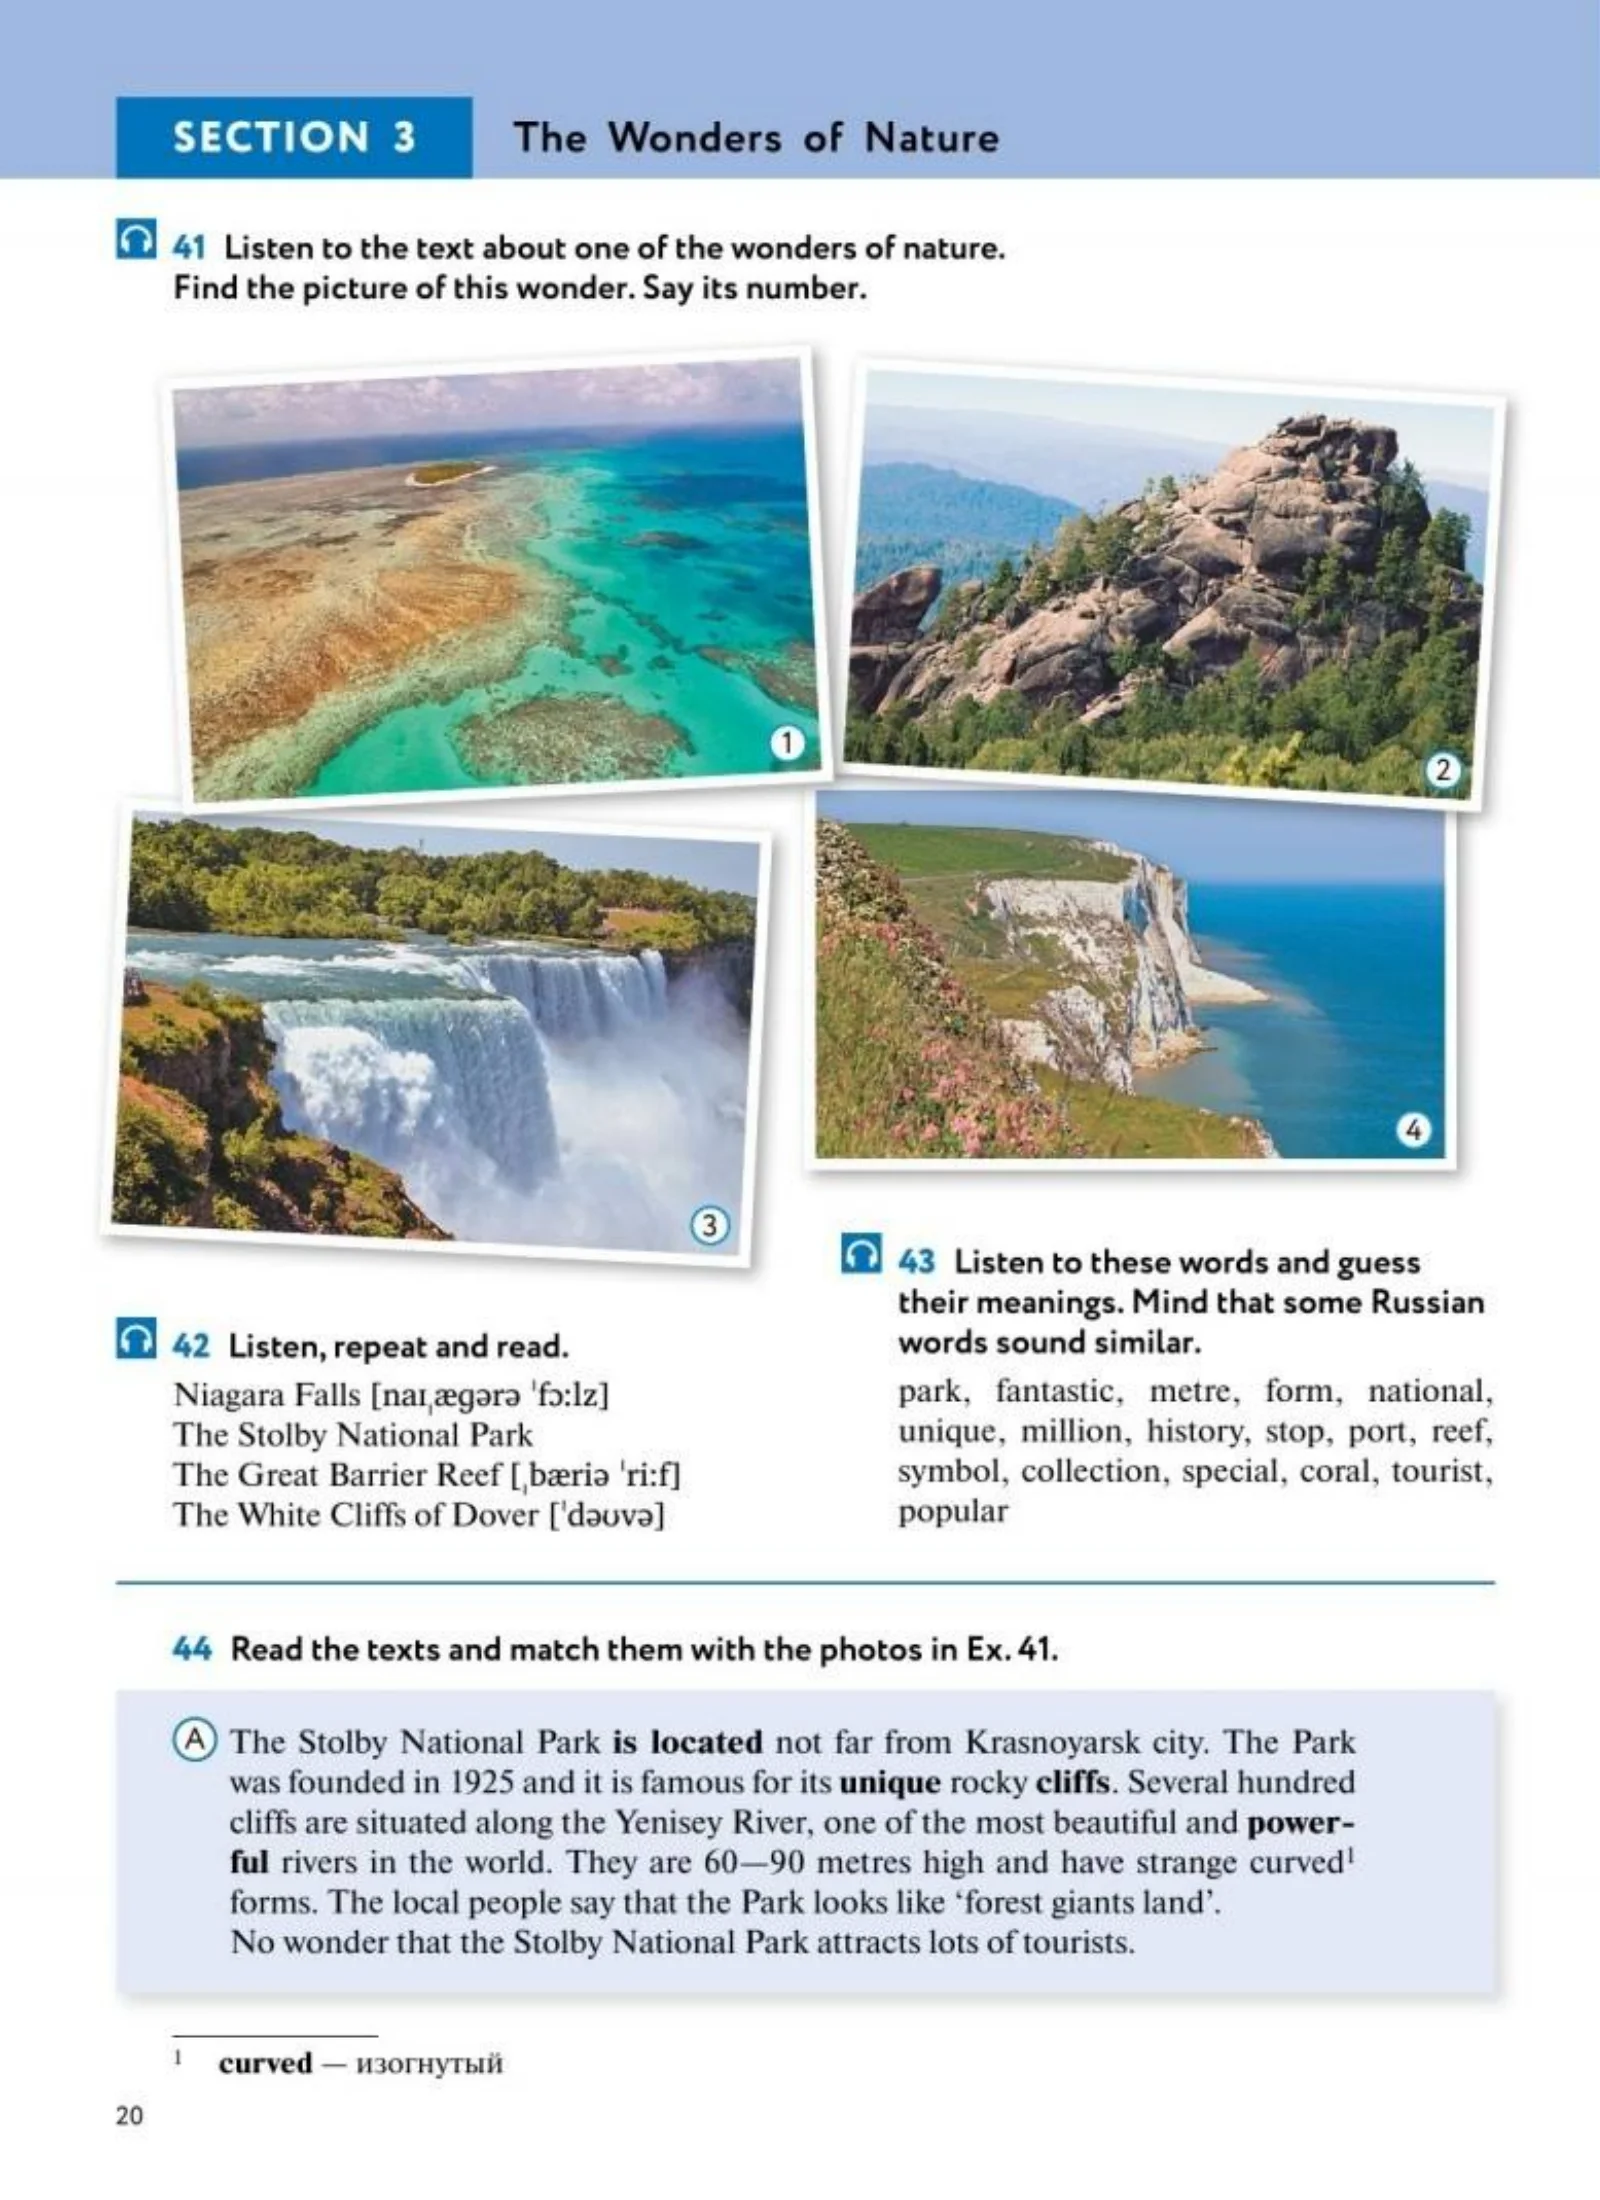 SECTION 3
The Wonders of Nature
41 Listen to the text about one of the wonders of nature.
Find the picture of this wonder. Say its number.
1
2
3
4
42 Listen, repeat and read.
Niagara Falls [naɪˌægərə ˈfɔ:lz]
The Stolby National Park
The Great Barrier Reef [ˌbæriə ˈri:f]
The White Cliffs of Dover [ˈdəʊvə]
43 Listen to these words and guess
their meanings. Mind that some Russian
words sound similar.
park, fantastic, metre, form, national,
unique, million, history, stop, port, reef,
symbol, collection, special, coral, tourist,
popular
44 Read the texts and match them with the photos in Ex. 41.
A The Stolby National Park is located not far from Krasnoyarsk city. The Park
was founded in 1925 and it is famous for its unique rocky cliffs. Several hundred
cliffs are situated along the Yenisey River, one of the most beautiful and power-
ful rivers in the world. They are 60—90 metres high and have strange curved¹
forms. The local people say that the Park looks like ‘forest giants land’.
No wonder that the Stolby National Park attracts lots of tourists.
1 curved — изогнутый
20